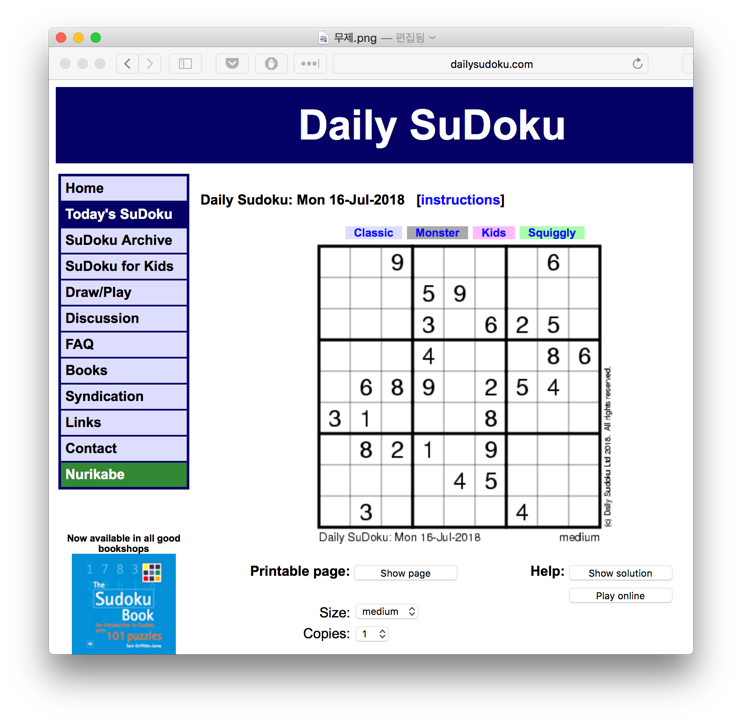 무제.png — 편집됨
dailysudoku.com
Daily SuDoku
Home
Today's SuDoku
SuDoku Archive
SuDoku for Kids
Draw/Play
Discussion
FAQ
Books
Syndication
Links
Contact
Nurikabe
Now available in all good
bookshops
1 7 8 3
The
Sudoku
Book
An introduction to Sudoku
with 101 puzzles
Sam Griffiths-Jones
Daily Sudoku: Mon 16-Jul-2018 [instructions]
Classic Monster Kids Squiggly
9 6
5 9
3 6 2 5
4 8 6
6 8 9 2 5 4
3 1 8
8 2 1 9
4 5
3 4
(c) Daily Sudoku Ltd 2018. All rights reserved.
Daily SuDoku: Mon 16-Jul-2018 medium
Printable page: Show page Help: Show solution
Play online
Size: medium
Copies: 1